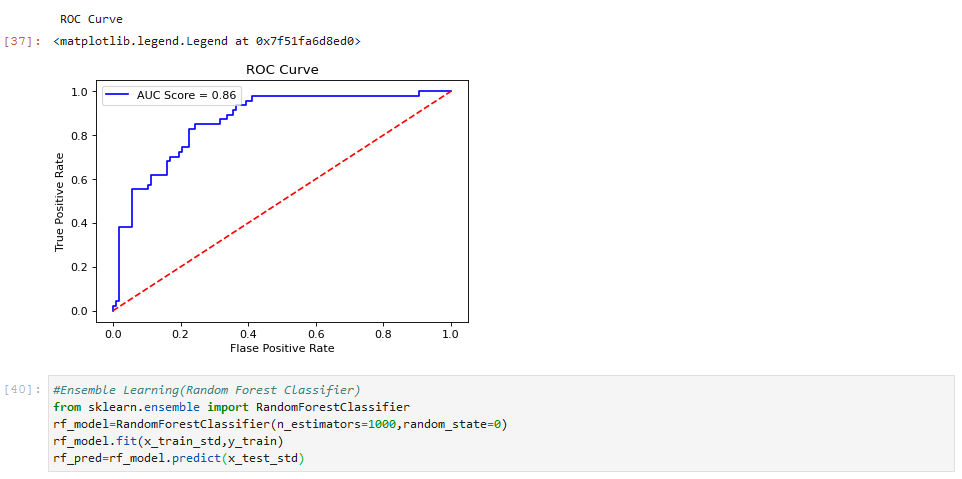 ROC Curve
[37]: <matplotlib.legend.Legend at 0x7f51fa6d8ed0>
ROC Curve
AUC Score = 0.86
1.0
0.8
0.6
0.4
0.2
0.0
True Positive Rate
0.0 0.2 0.4 0.6 0.8 1.0
Flase Positive Rate
[40]: #Ensemble Learning(Random Forest Classifier)
from sklearn.ensemble import RandomForestClassifier
rf_model=RandomForestClassifier(n_estimators=1000,random_state=0)
rf_model.fit(x_train_std,y_train)
rf_pred=rf_model.predict(x_test_std)